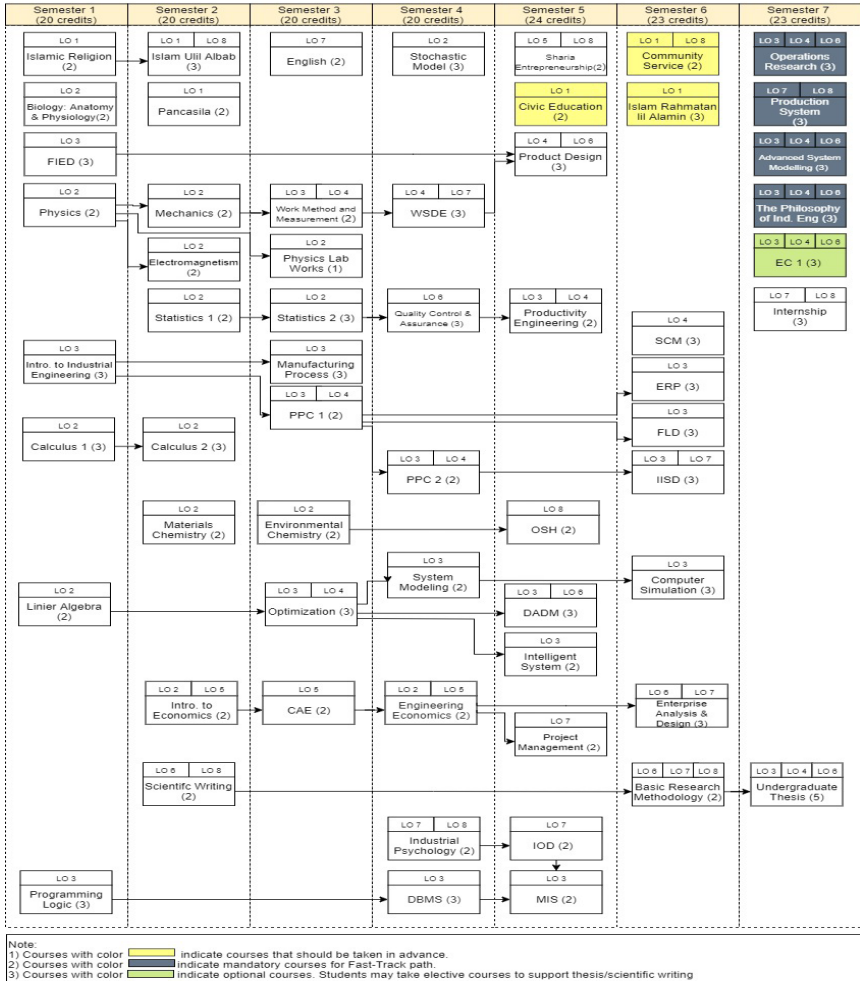 Semester 1
(20 credits)
Semester 2
(20 credits)
Semester 3
(20 credits)
Semester 4
(20 credits)
Semester 5
(24 credits)
Semester 6
(23 credits)
Semester 7
(23 credits)
LO 1
Islamic Religion
(2)
LO 1 LO 8
Islam Ulil Albab
(3)
LO 7
English (2)
LO 2
Stochastic
Model (3)
LO 5 LO 8
Sharia
Entrepreneurship(2)
LO 1 LO 8
Community
Service (2)
LO 3 LO 4 LO 6
Operations
Research (3)
LO 2
Biology: Anatomy
& Physiology(2)
LO 1
Pancasila (2)
LO 1
Civic Education
(2)
LO 1
Islam Rahmatan
lil Alamin (3)
LO 7 LO 8
Production
System
(3)
LO 3
FIED (3)
LO 4 LO 6
Product Design
(3)
LO 3 LO 4 LO 6
Advanced System
Modelling (3)
LO 2
Physics (2)
LO 2
Mechanics (2)
LO 3 LO 4
Work Method and
Measurement (2)
LO 4 LO 7
WSDE (3)
LO 3 LO 4 LO 6
The Philosophy
of Ind. Eng (3)
LO 2
Electromagnetism
(2)
LO 2
Physics Lab
Works (1)
LO 3 LO 4 LO 6
EC 1 (3)
LO 2
Statistics 1 (2)
LO 2
Statistics 2 (3)
LO 6
Quality Control &
Assurance (3)
LO 3 LO 4
Productivity
Engineering (2)
LO 4
SCM (3)
LO 7 LO 8
Internship
(3)
LO 3
Intro. to Industrial
Engineering (3)
LO 3
Manufacturing
Process (3)
LO 3
ERP (3)
LO 3 LO 4
PPC 1 (2)
LO 3
FLD (3)
LO 2
Calculus 1 (3)
LO 2
Calculus 2 (3)
LO 3 LO 4
PPC 2 (2)
LO 3 LO 7
IISD (3)
LO 2
Materials
Chemistry (2)
LO 2
Environmental
Chemistry (2)
LO 8
OSH (2)
LO 2
Linier Algebra
(2)
LO 3 LO 4
Optimization (3)
LO 3
System
Modeling (2)
LO 3 LO 6
DADM (3)
LO 3
Computer
Simulation
(3)
LO 3
Intelligent
System (2)
LO 2 LO 5
Intro. to
Economics (2)
LO 5
CAE (2)
LO 2 LO 5
Engineering
Economics (2)
LO 6 LO 7
Enterprise
Analysis &
Design (3)
LO 7
Project
Management (2)
LO 6 LO 8
Scientifc Writing
(2)
LO 6 LO 7 LO 8
Basic Research
Methodology (2)
LO 3 LO 4 LO 6
Undergraduate
Thesis (5)
LO 7 LO 8
Industrial
Psychology (2)
LO 7
IOD (2)
LO 3
Programming
Logic (3)
LO 3
DBMS (3)
LO 3
MIS (2)
Note:
1) Courses with color indicate courses that should be taken in advance.
2) Courses with color indicate mandatory courses for Fast-Track path.
3) Courses with color indicate optional courses. Students may take elective courses to support thesis/scientific writing